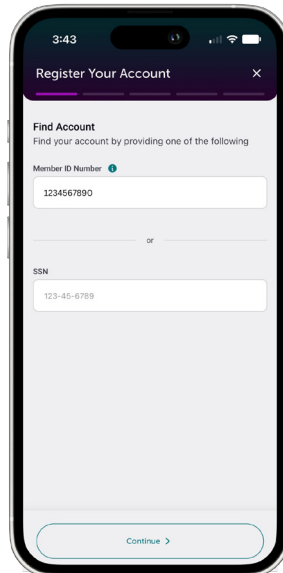 3:43
Register Your Account
Find Account
Find your account by providing one of the following
Member ID Number
1234567890
or
SSN
123-45-6789
Continue >